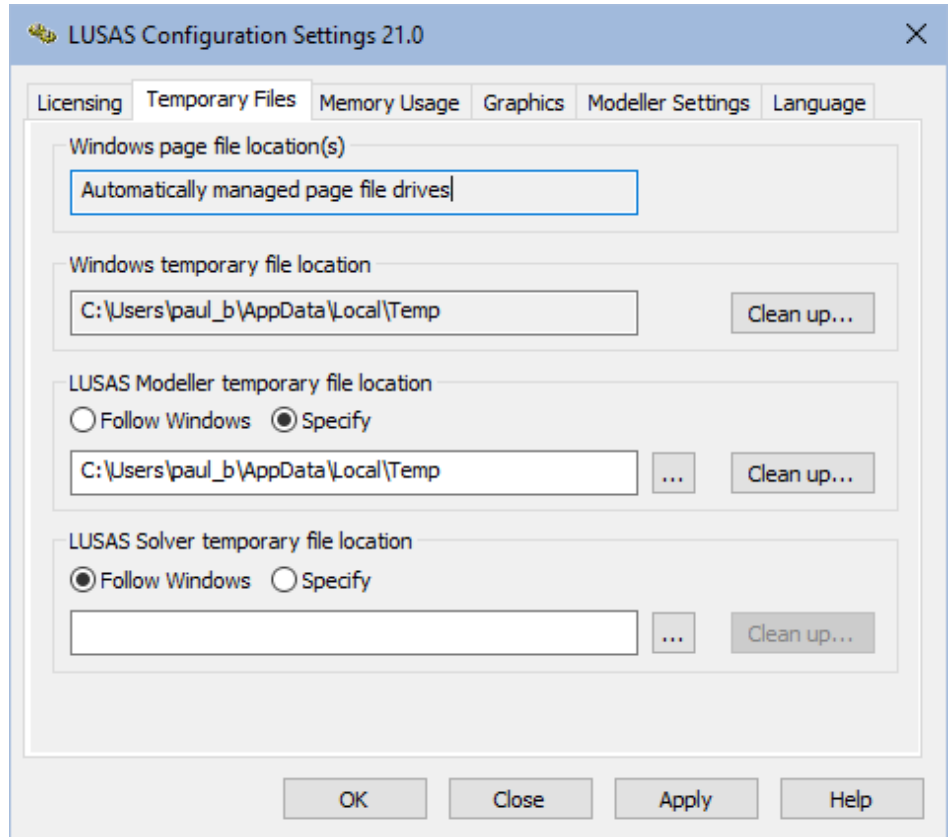 LUSAS Configuration Settings 21.0
Licensing Temporary Files Memory Usage Graphics Modeller Settings Language
Windows page file location(s)
Automatically managed page file drives
Windows temporary file location
C:\Users\paul_b\AppData\Local\Temp Clean up...
LUSAS Modeller temporary file location
Follow Windows Specify
C:\Users\paul_b\AppData\Local\Temp ... Clean up...
LUSAS Solver temporary file location
Follow Windows Specify
... Clean up...
OK Close Apply Help